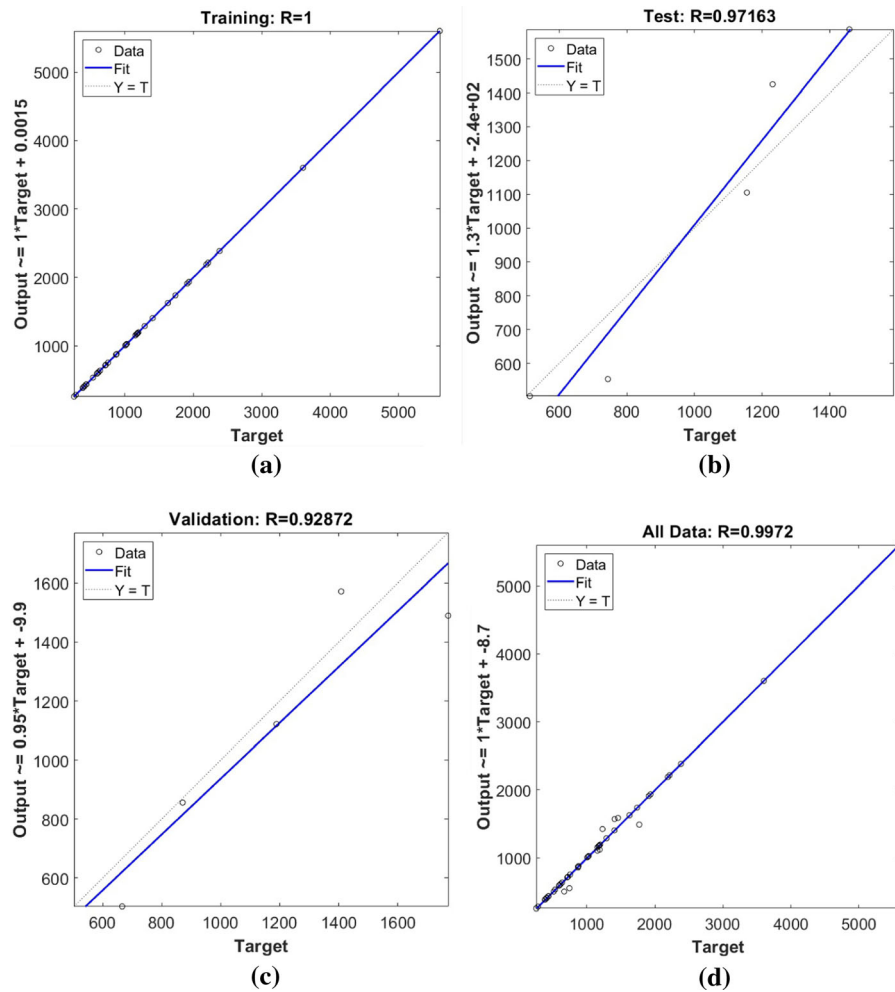 Training: R=1
Data
Fit
Y = T
Output ~= 1*Target + 0.0015
5000
4000
3000
2000
1000
1000 2000 3000 4000 5000
Target
(a)
Test: R=0.97163
Data
Fit
Y = T
Output ~= 1.3*Target + -2.4e+02
1500
1400
1300
1200
1100
1000
900
800
700
600
600 800 1000 1200 1400
Target
(b)
Validation: R=0.92872
Data
Fit
Y = T
Output ~= 0.95*Target + -9.9
1600
1400
1200
1000
800
600
600 800 1000 1200 1400 1600
Target
(c)
All Data: R=0.9972
Data
Fit
Y = T
Output ~= 1*Target + -8.7
5000
4000
3000
2000
1000
1000 2000 3000 4000 5000
Target
(d)